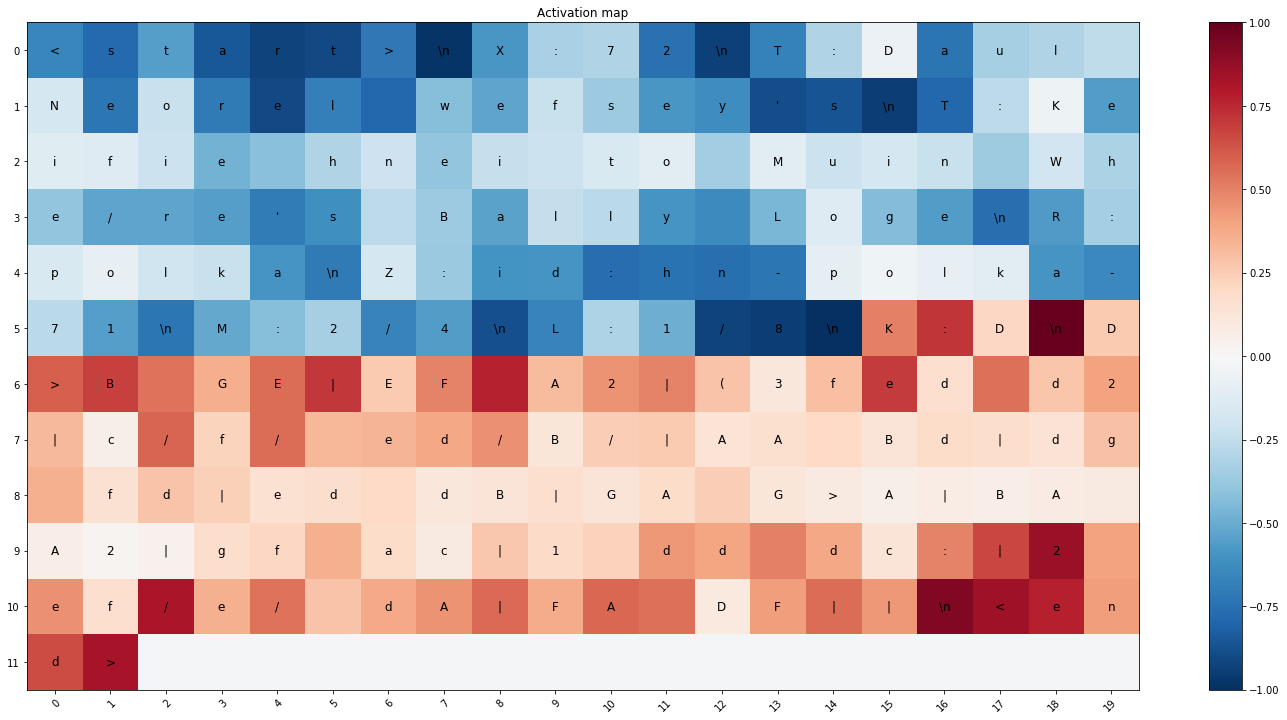 Activation map
0 < s t a r t > \n X : 7 2 \n T : D a u l
1 N e o r e l w e f s e y ' s \n T : K e
2 i f i e h n e i t o M u i n W h
3 e / r e ' s B a l l y L o g e \n R :
4 p o l k a \n Z : i d : h n - p o l k a -
5 7 1 \n M : 2 / 4 \n L : 1 / 8 \n K : D \n D
6 > B G E | E F A 2 | ( 3 f e d d 2
7 | c / f / e d / B / | A A B d | d g
8 f d | e d d B | G A G > A | B A
9 A 2 | g f a c | 1 d d d c : | 2
10 e f / e / d A | F A D F | | \n < e n
11 d >
0 1 2 3 4 5 6 7 8 9 10 11 12 13 14 15 16 17 18 19
1.00
0.75
0.50
0.25
0.00
−0.25
−0.50
−0.75
−1.00